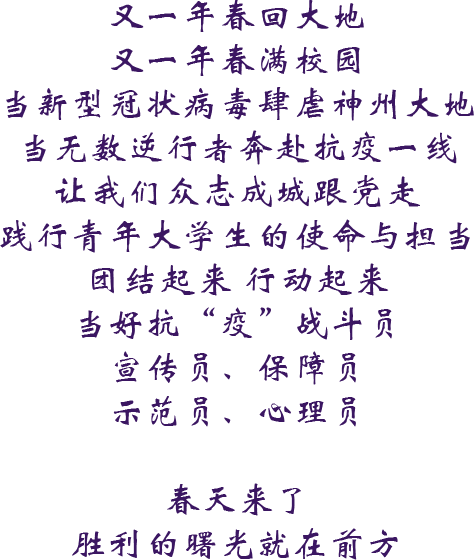 又一年春回大地
又一年春满校园
当新型冠状病毒肆虐神州大地
当无数逆行者奔赴抗疫一线
让我们众志成城跟党走
践行青年大学生的使命与担当
团结起来 行动起来
当好抗“疫”战斗员
宣传员、保障员
示范员、心理员
春天来了
胜利的曙光就在前方